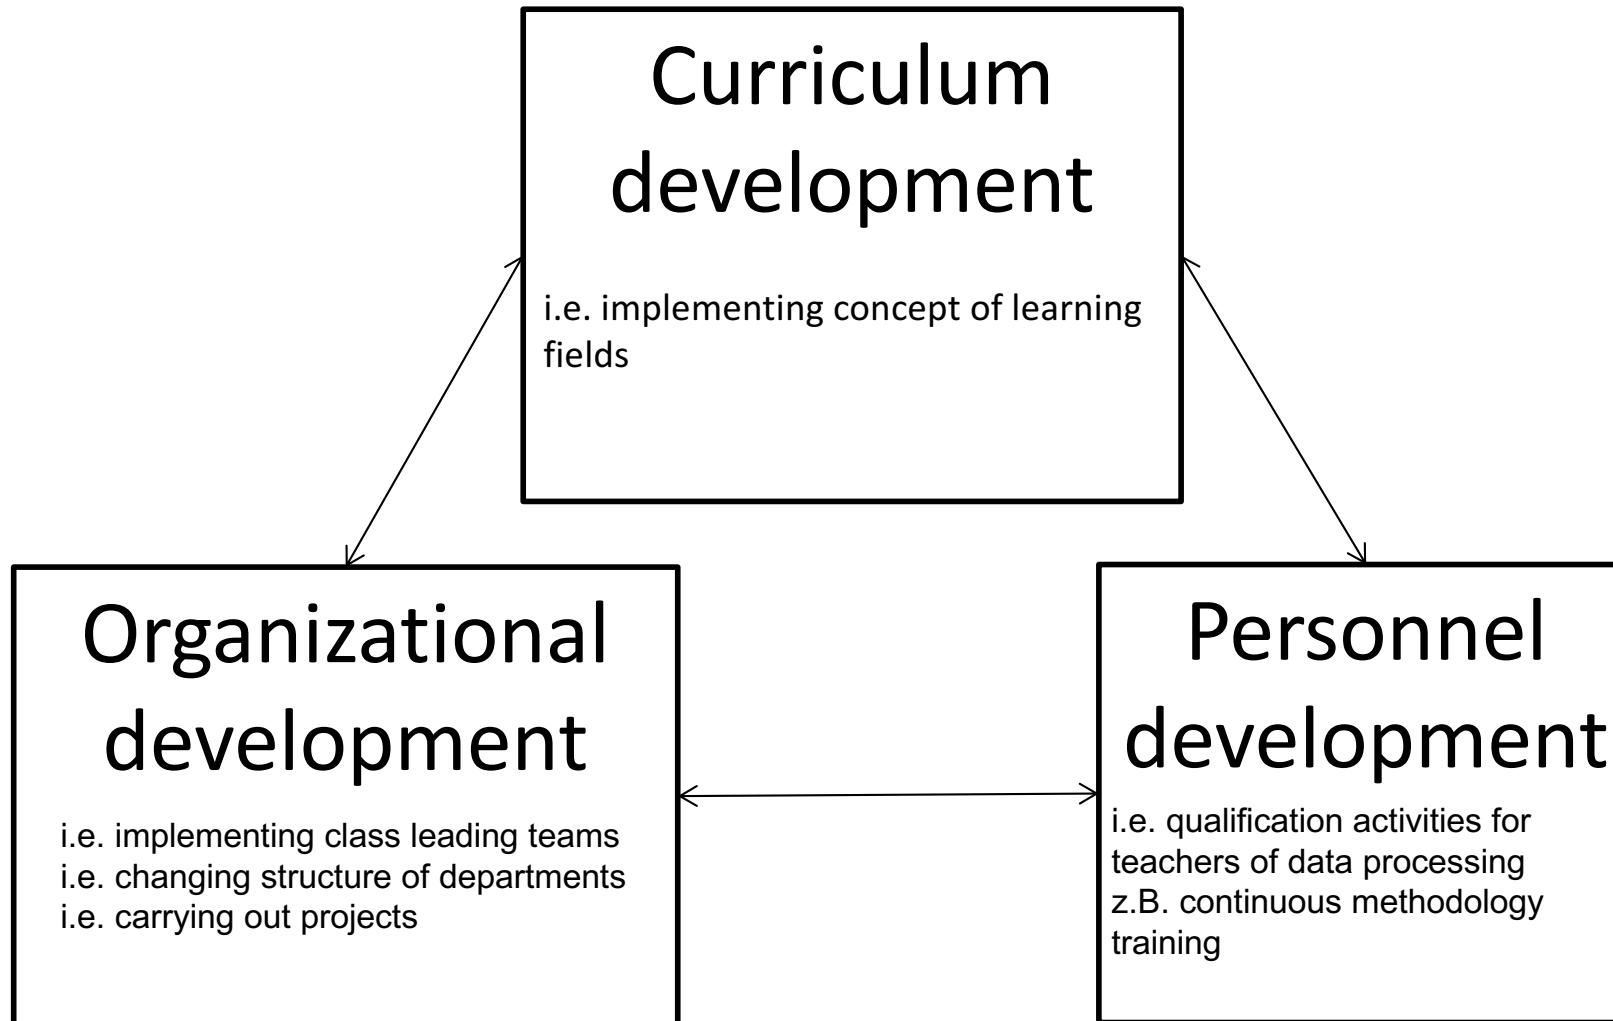 Curriculum
development
i.e. implementing concept of learning
fields
Organizational
development
i.e. implementing class leading teams
i.e. changing structure of departments
i.e. carrying out projects
Personnel
development
i.e. qualification activities for
teachers of data processing
z.B. continuous methodology
training